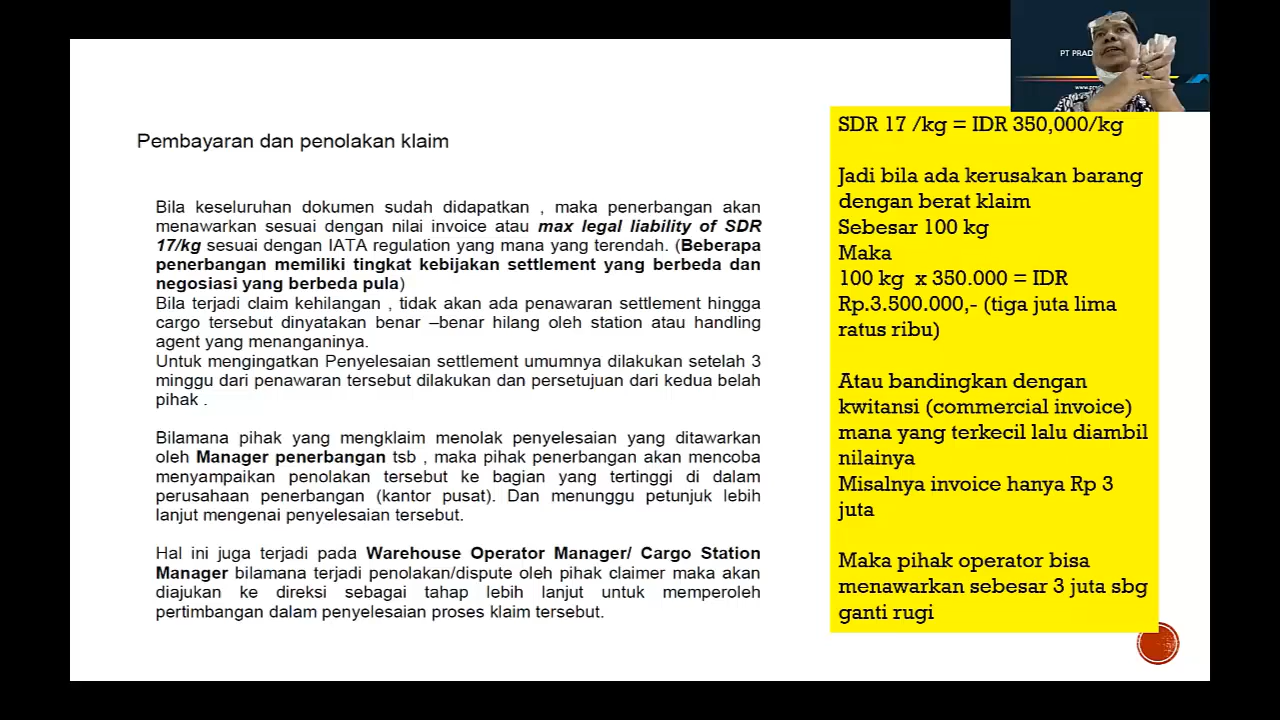 PT PRAD
Pembayaran dan penolakan klaim
Bila keseluruhan dokumen sudah didapatkan , maka penerbangan akan
menawarkan sesuai dengan nilai invoice atau max legal liability of SDR
17/kg sesuai dengan IATA regulation yang mana yang terendah. (Beberapa
penerbangan memiliki tingkat kebijakan settlement yang berbeda dan
negosiasi yang berbeda pula)
Bila terjadi claim kehilangan , tidak akan ada penawaran settlement hingga
cargo tersebut dinyatakan benar –benar hilang oleh station atau handling
agent yang menanganinya.
Untuk mengingatkan Penyelesaian settlement umumnya dilakukan setelah 3
minggu dari penawaran tersebut dilakukan dan persetujuan dari kedua belah
pihak .
Bilamana pihak yang mengklaim menolak penyelesaian yang ditawarkan
oleh Manager penerbangan tsb , maka pihak penerbangan akan mencoba
menyampaikan penolakan tersebut ke bagian yang tertinggi di dalam
perusahaan penerbangan (kantor pusat). Dan menunggu petunjuk lebih
lanjut mengenai penyelesaian tersebut.
Hal ini juga terjadi pada Warehouse Operator Manager/ Cargo Station
Manager bilamana terjadi penolakan/dispute oleh pihak claimer maka akan
diajukan ke direksi sebagai tahap lebih lanjut untuk memperoleh
pertimbangan dalam penyelesaian proses klaim tersebut.
SDR 17 /kg = IDR 350,000/kg
Jadi bila ada kerusakan barang
dengan berat klaim
Sebesar 100 kg
Maka
100 kg x 350.000 = IDR
Rp.3.500.000,- (tiga juta lima
ratus ribu)
Atau bandingkan dengan
kwitansi (commercial invoice)
mana yang terkecil lalu diambil
nilainya
Misalnya invoice hanya Rp 3
juta
Maka pihak operator bisa
menawarkan sebesar 3 juta sbg
ganti rugi